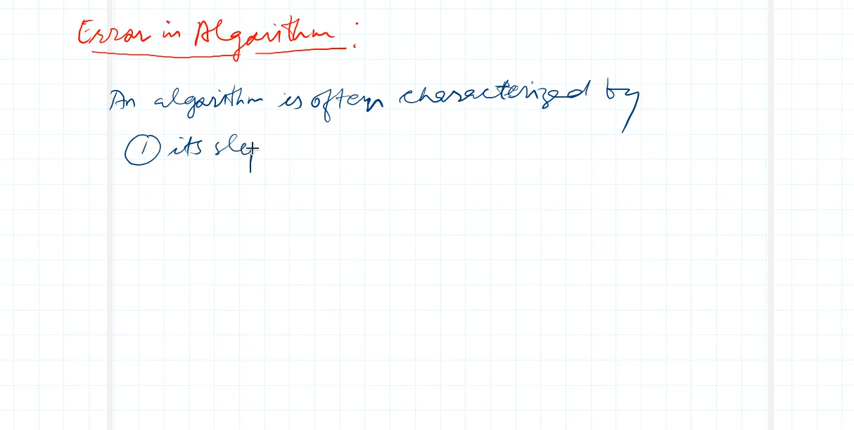 Error in Algorithm :
An algorithm is often characterized by
① its step